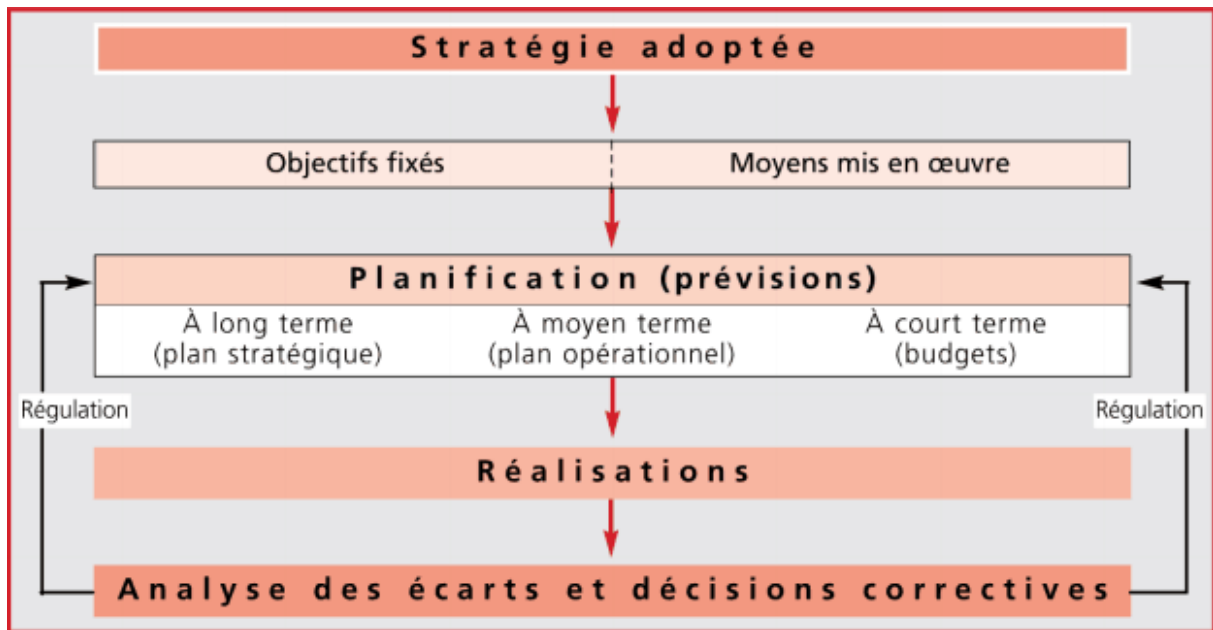 Stratégie adoptée
Objectifs fixés
Moyens mis en œuvre
Planification (prévisions)
À long terme
(plan stratégique)
À moyen terme
(plan opérationnel)
À court terme
(budgets)
Régulation
Régulation
Réalisations
Analyse des écarts et décisions correctives